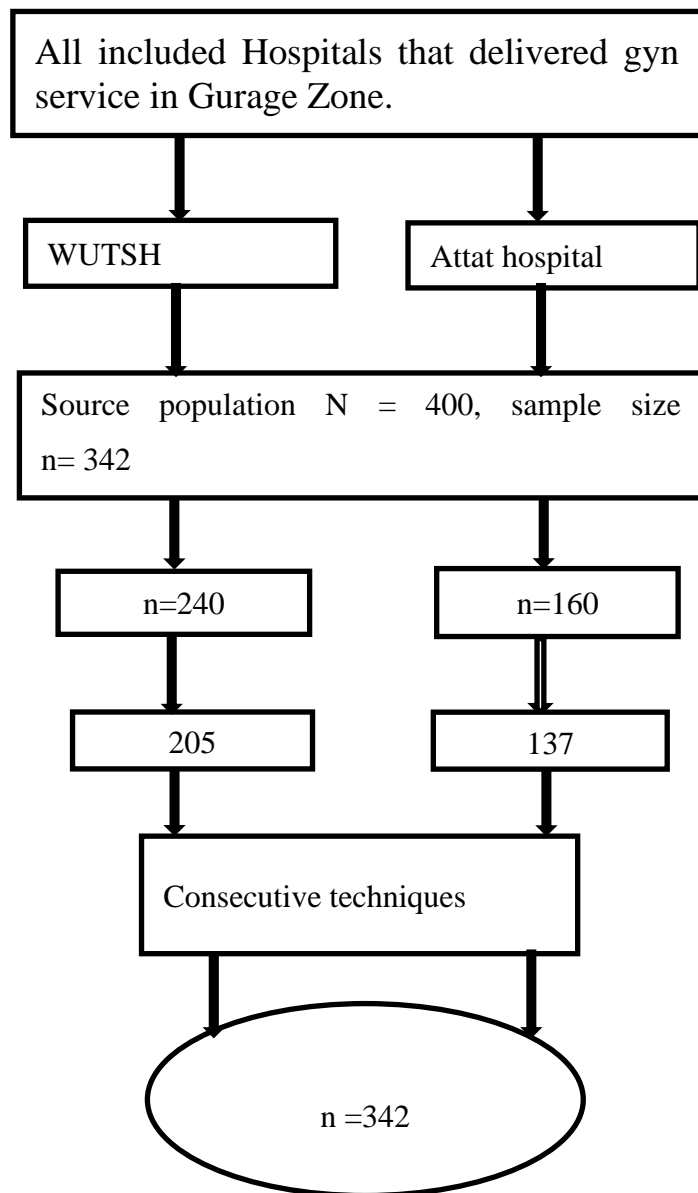 All included Hospitals that delivered gyn
service in Gurage Zone.
WUTSH
Attat hospital
Source population N = 400, sample size
n= 342
n=240
n=160
205
137
Consecutive techniques
n =342